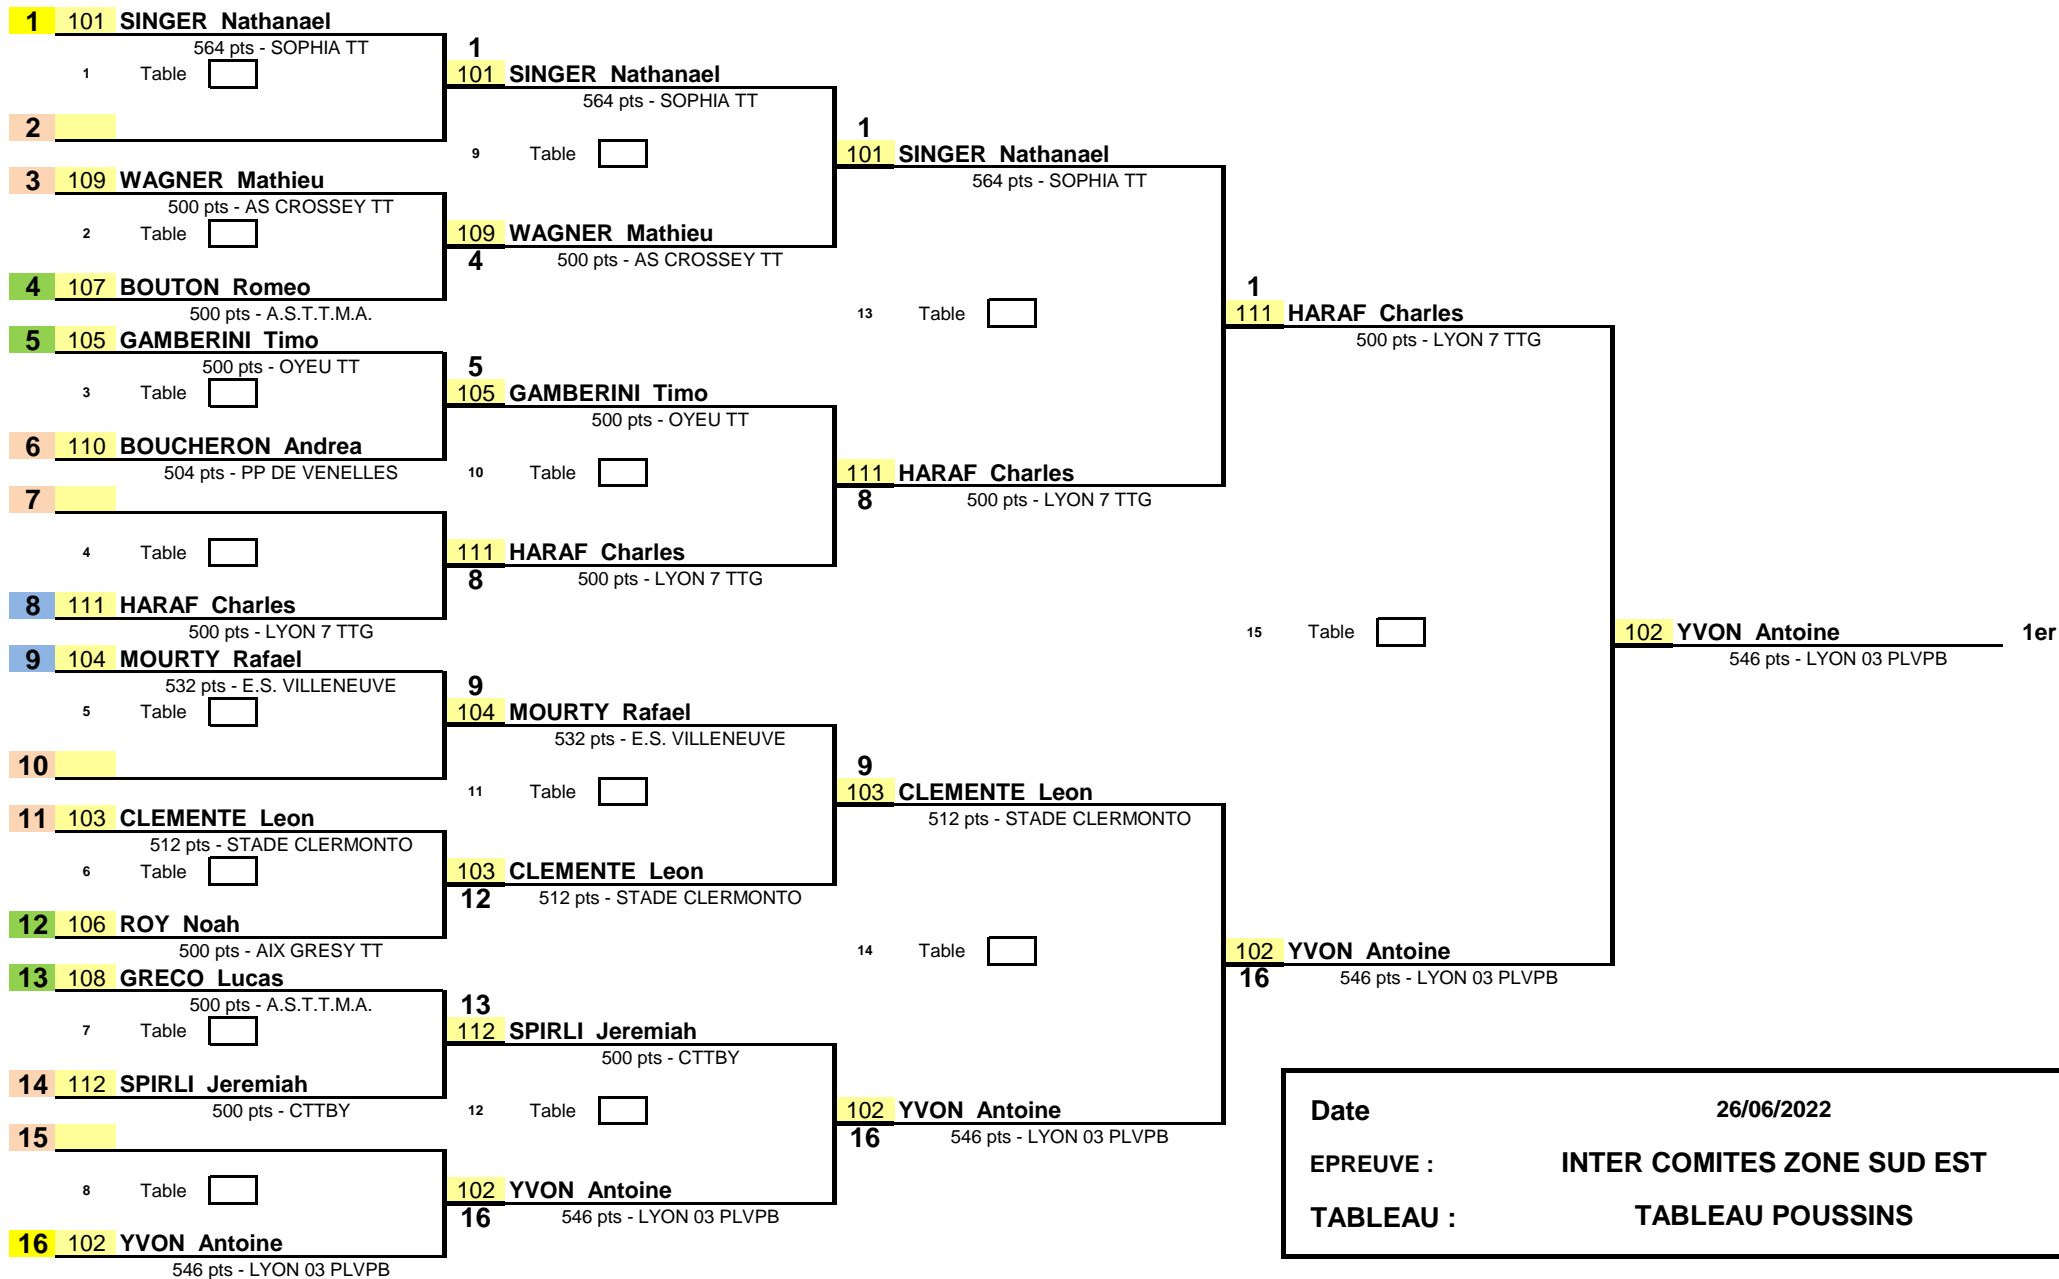 1 101 SINGER Nathanael
564 pts - SOPHIA TT
1 Table
2
3 109 WAGNER Mathieu
500 pts - AS CROSSEY TT
2 Table
4 107 BOUTON Romeo
500 pts - A.S.T.T.M.A.
5 105 GAMBERINI Timo
500 pts - OYEU TT
3 Table
6 110 BOUCHERON Andrea
504 pts - PP DE VENELLES
7
4 Table
8 111 HARAF Charles
500 pts - LYON 7 TTG
9 104 MOURTY Rafael
532 pts - E.S. VILLENEUVE
5 Table
10
11 103 CLEMENTE Leon
512 pts - STADE CLERMONTO
6 Table
12 106 ROY Noah
500 pts - AIX GRESY TT
13 108 GRECO Lucas
500 pts - A.S.T.T.M.A.
7 Table
14 112 SPIRLI Jeremiah
500 pts - CTTBY
15
8 Table
16 102 YVON Antoine
546 pts - LYON 03 PLVPB
1
101 SINGER Nathanael
564 pts - SOPHIA TT
9 Table
109 WAGNER Mathieu
4 500 pts - AS CROSSEY TT
5
105 GAMBERINI Timo
500 pts - OYEU TT
10 Table
111 HARAF Charles
8 500 pts - LYON 7 TTG
9
104 MOURTY Rafael
532 pts - E.S. VILLENEUVE
11 Table
103 CLEMENTE Leon
12 512 pts - STADE CLERMONTO
13
112 SPIRLI Jeremiah
500 pts - CTTBY
12 Table
102 YVON Antoine
16 546 pts - LYON 03 PLVPB
1
101 SINGER Nathanael
564 pts - SOPHIA TT
13 Table
111 HARAF Charles
8 500 pts - LYON 7 TTG
9
103 CLEMENTE Leon
512 pts - STADE CLERMONTO
14 Table
102 YVON Antoine
16 546 pts - LYON 03 PLVPB
1
111 HARAF Charles
500 pts - LYON 7 TTG
15 Table
102 YVON Antoine
16 546 pts - LYON 03 PLVPB
102 YVON Antoine 1er
546 pts - LYON 03 PLVPB
Date 26/06/2022
EPREUVE : INTER COMITES ZONE SUD EST
TABLEAU : TABLEAU POUSSINS